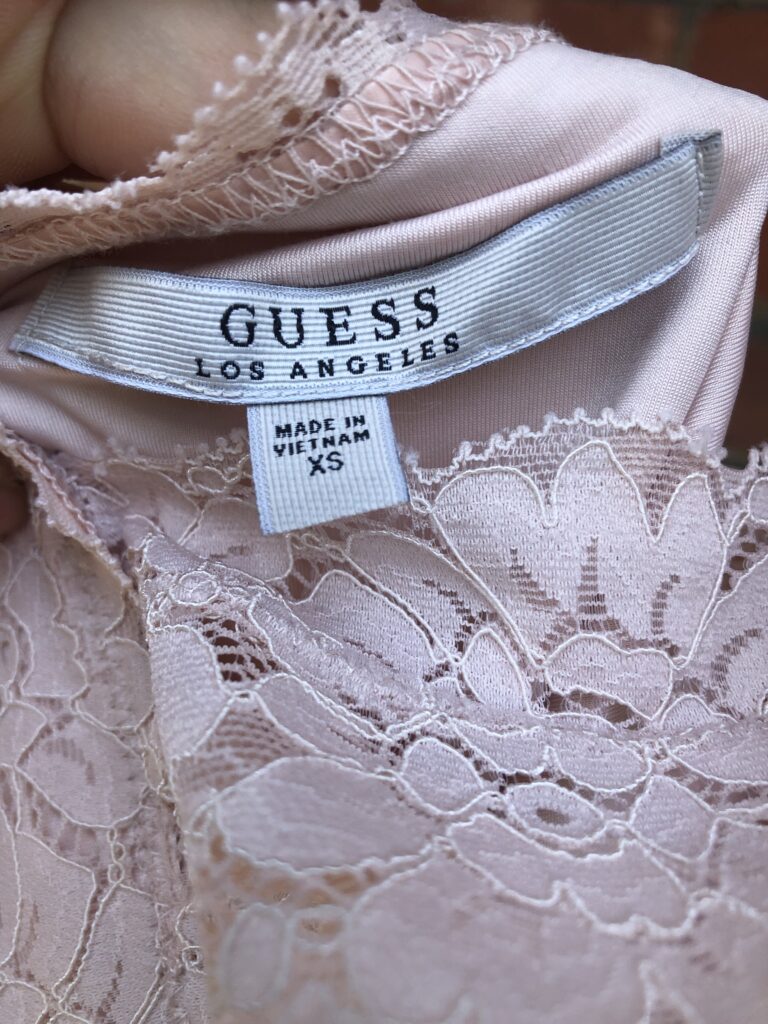 GUESS
LOS ANGELES
MADE IN
VIETNAM
XS